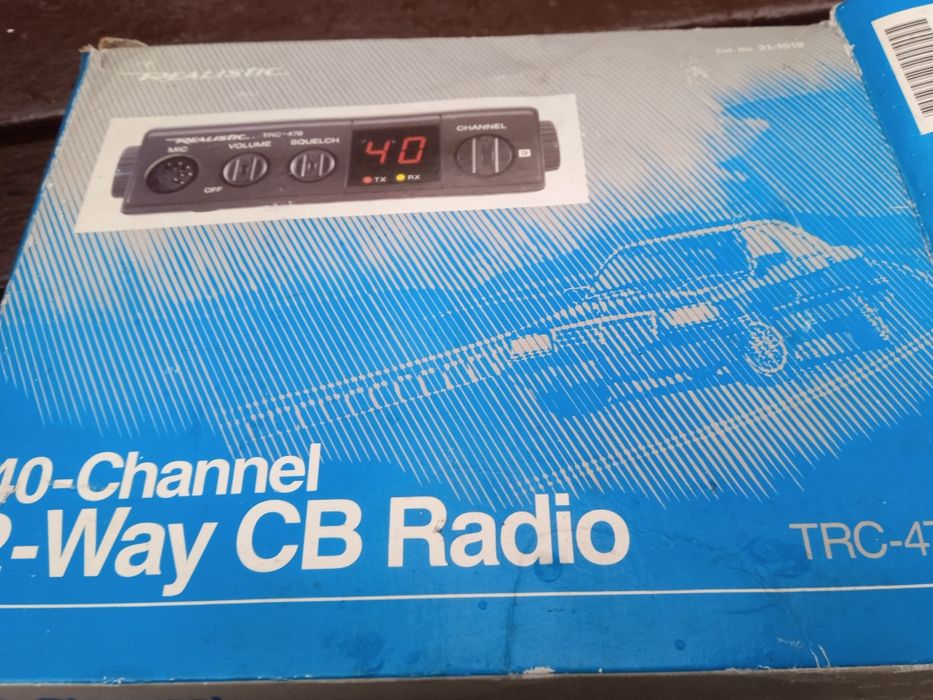 REALISTIC
Cat. No. 21-1519
REALISTIC TRC-479
MIC VOLUME SQUELCH CHANNEL
40
9
OFF TX RX
40-Channel
2-Way CB Radio
TRC-47